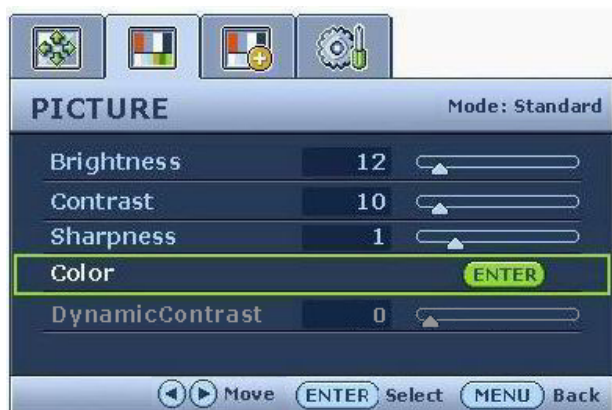 PICTURE Mode: Standard
Brightness 12
Contrast 10
Sharpness 1
Color ENTER
DynamicContrast 0
Move ENTER Select MENU Back